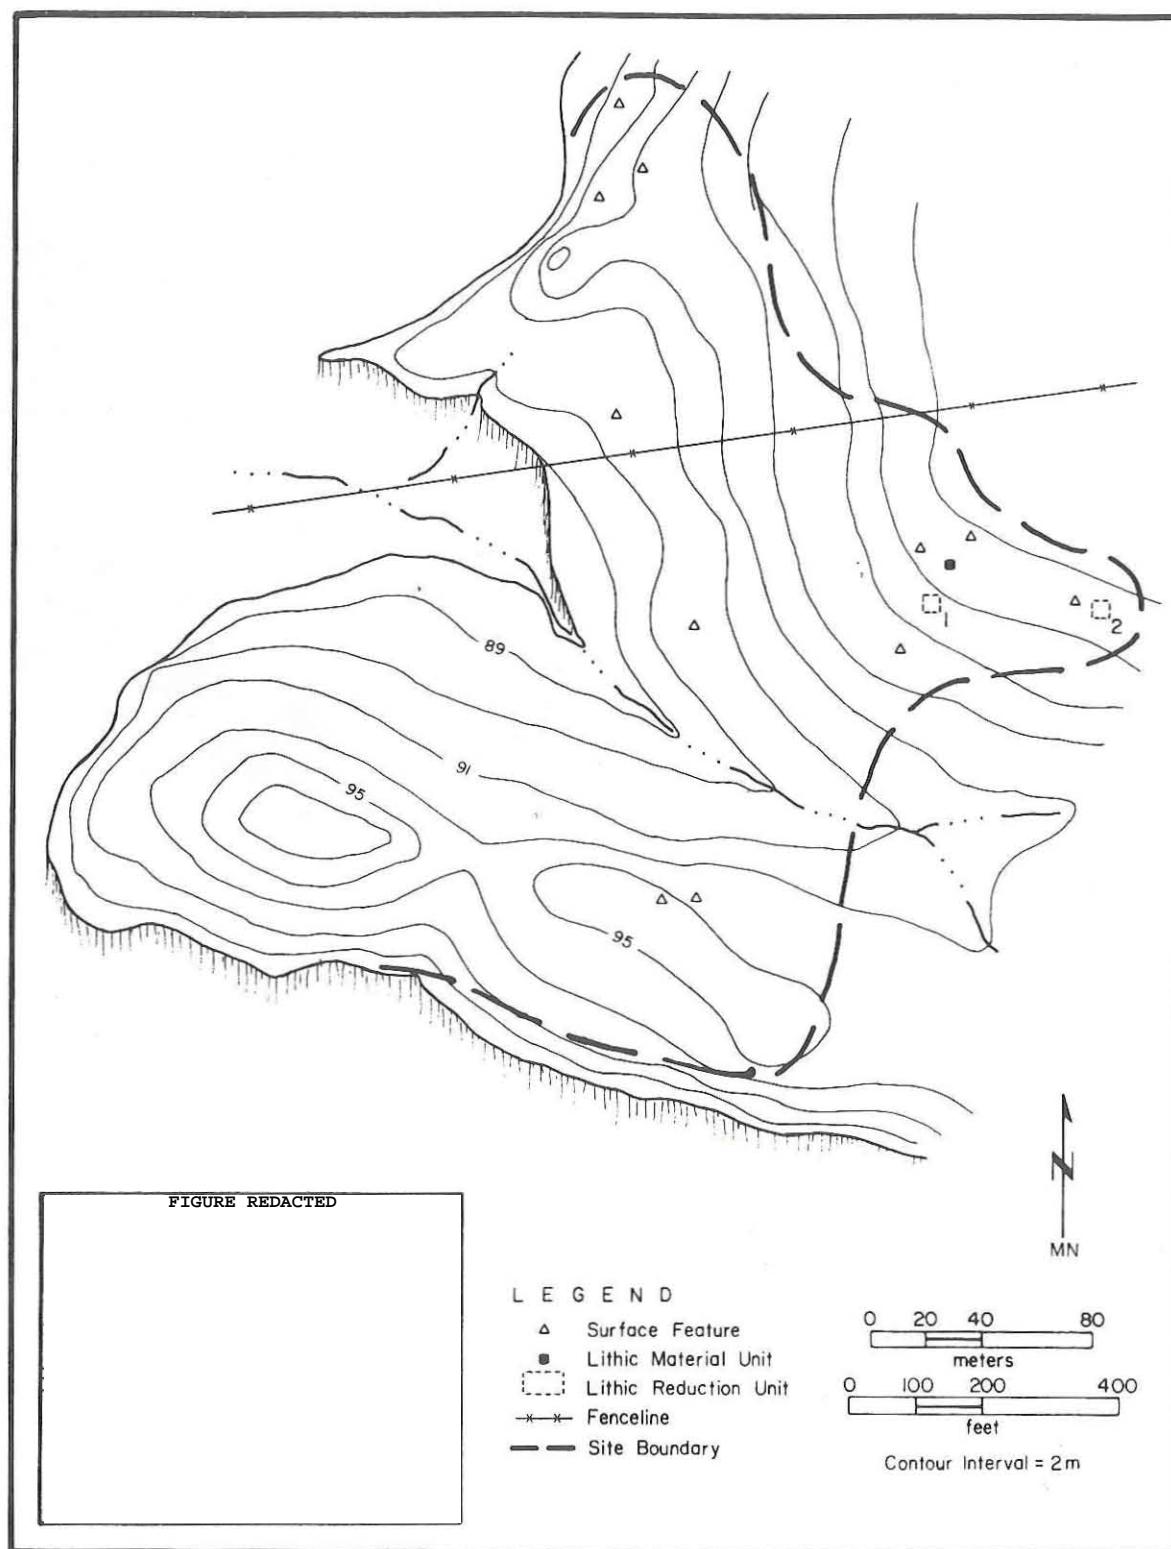 1
2
89
91
95
95
N
MN
FIGURE REDACTED
L E G E N D
Surface Feature
Lithic Material Unit
Lithic Reduction Unit
Fenceline
Site Boundary
0 20 40 80
meters
0 100 200 400
feet
Contour Interval = 2m